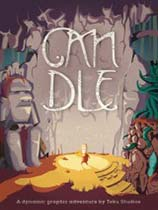 CAN
DLE
A dynamic graphic adventure by Teku Studios